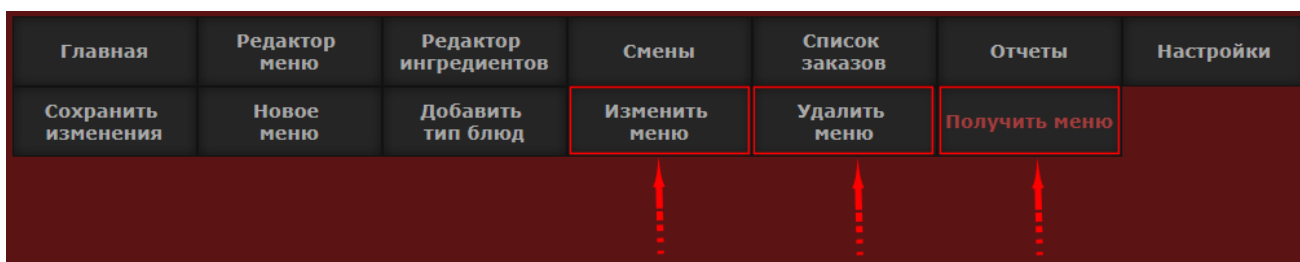 Главная
Редактор
меню
Редактор
ингредиентов
Смены
Список
заказов
Отчеты
Настройки
Сохранить
изменения
Новое
меню
Добавить
тип блюд
Изменить
меню
Удалить
меню
Получить меню